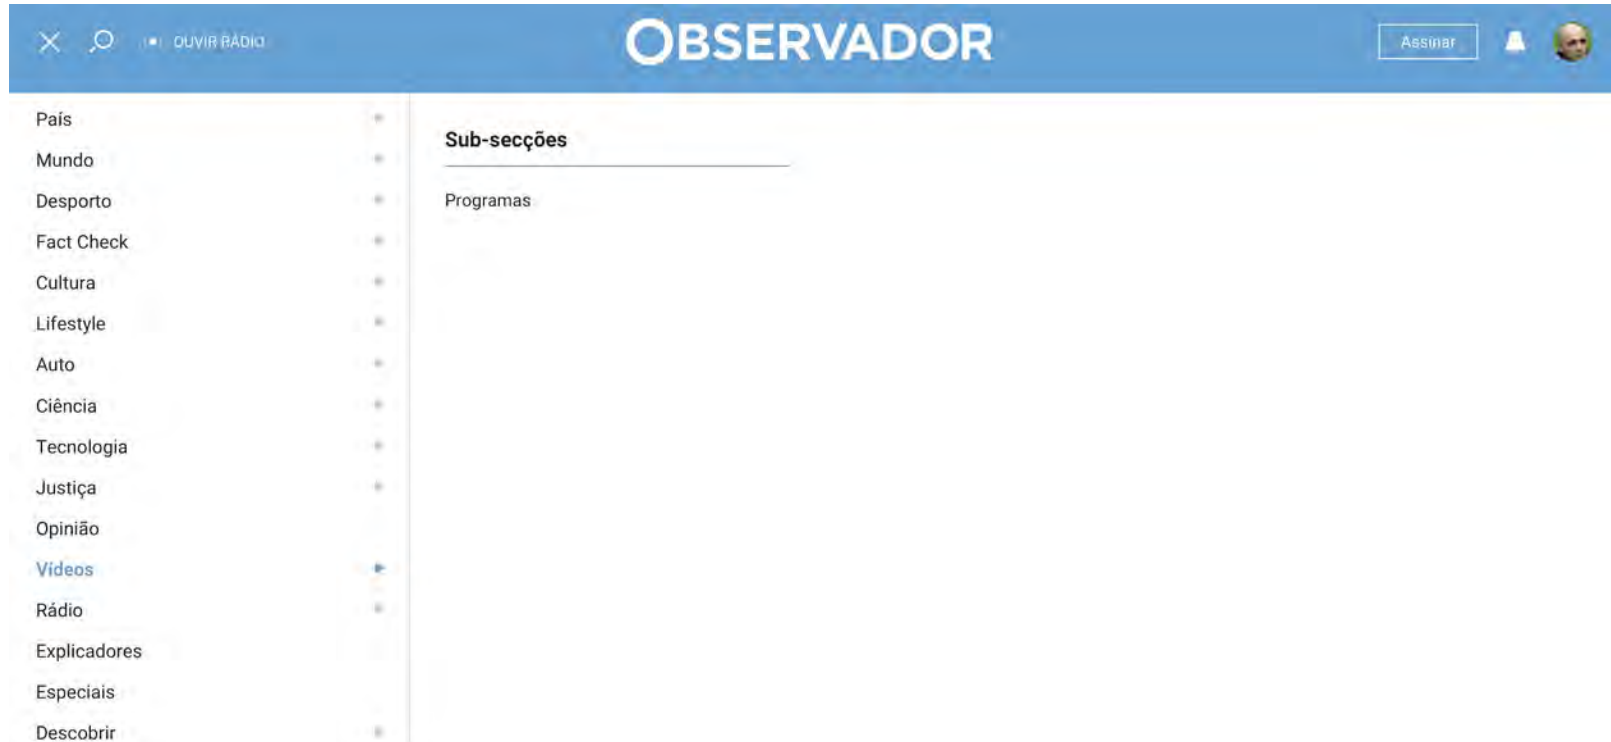 OUVIR RÁDIO
OBSERVADOR
Assinar
País
Mundo
Desporto
Fact Check
Cultura
Lifestyle
Auto
Ciência
Tecnologia
Justiça
Opinião
Vídeos
Rádio
Explicadores
Especiais
Descobrir
Sub-secções
Programas